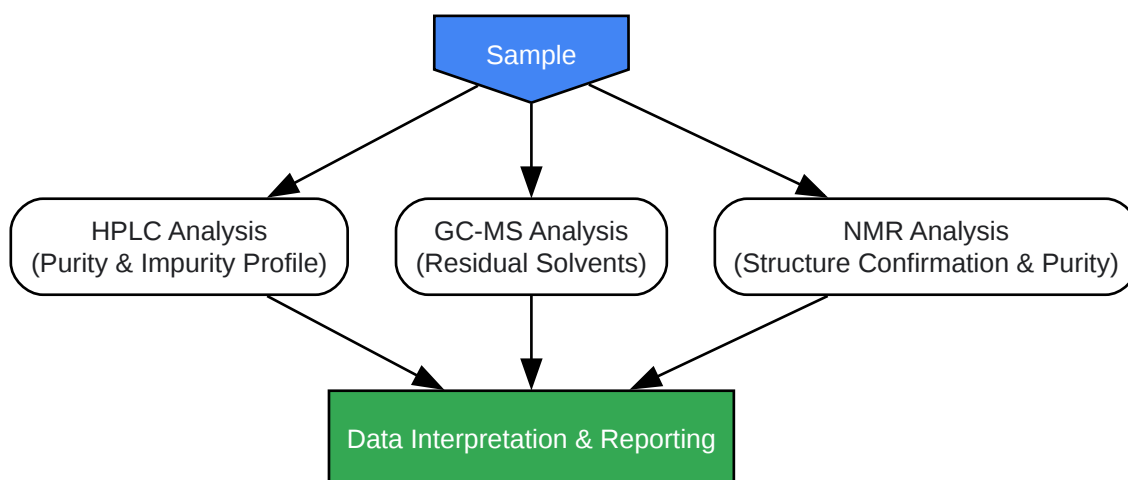 Sample
HPLC Analysis
(Purity & Impurity Profile)
GC-MS Analysis
(Residual Solvents)
NMR Analysis
(Structure Confirmation & Purity)
Data Interpretation & Reporting